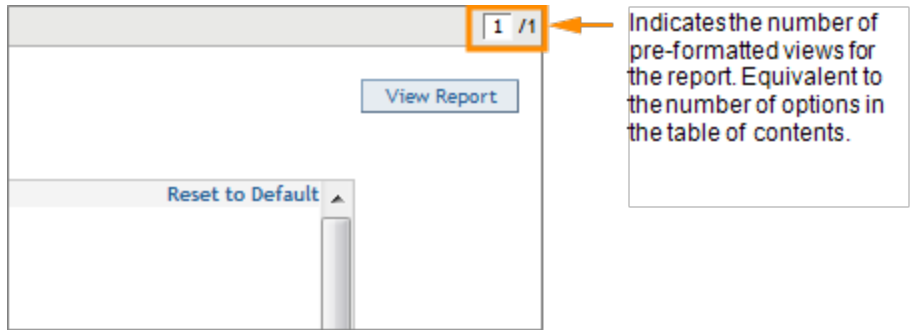 1 /1
View Report
Reset to Default
Indicates the number of
pre-formatted views for
the report. Equivalent to
the number of options in
the table of contents.